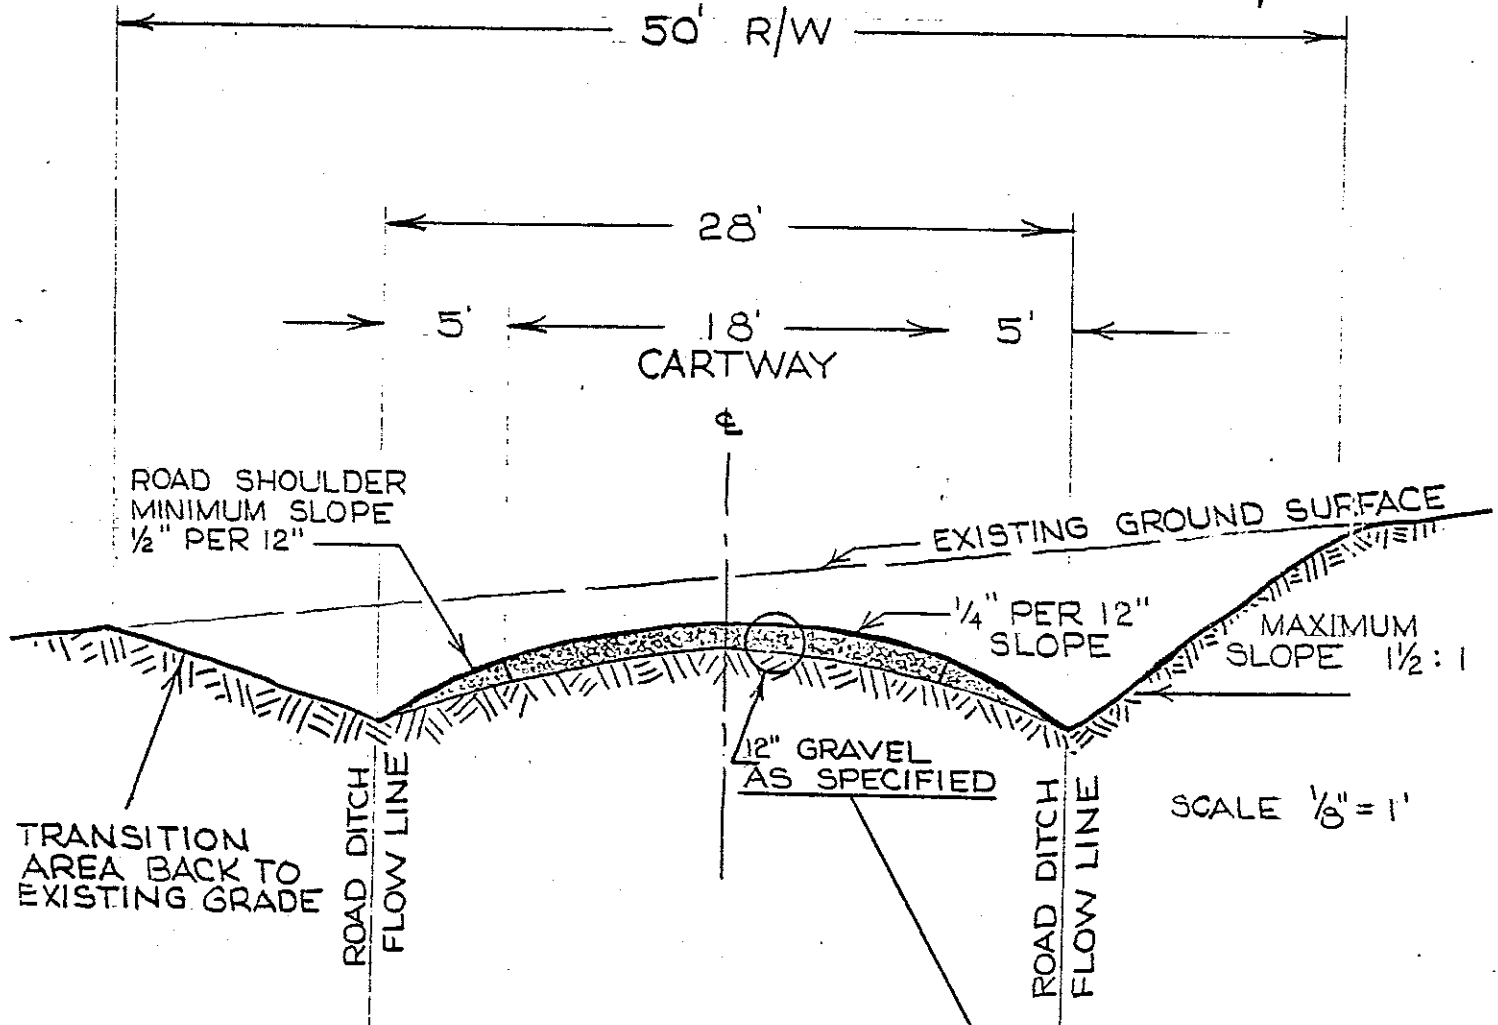 50' R/W
28'
5' 18' 5'
CARTWAY
℄
ROAD SHOULDER
MINIMUM SLOPE
½" PER 12"
EXISTING GROUND SURFACE
¼" PER 12"
SLOPE
MAXIMUM
SLOPE 1½ : 1
12" GRAVEL
AS SPECIFIED
SCALE ⅛" = 1'
TRANSITION
AREA BACK TO
EXISTING GRADE
ROAD DITCH
FLOW LINE
ROAD DITCH
FLOW LINE